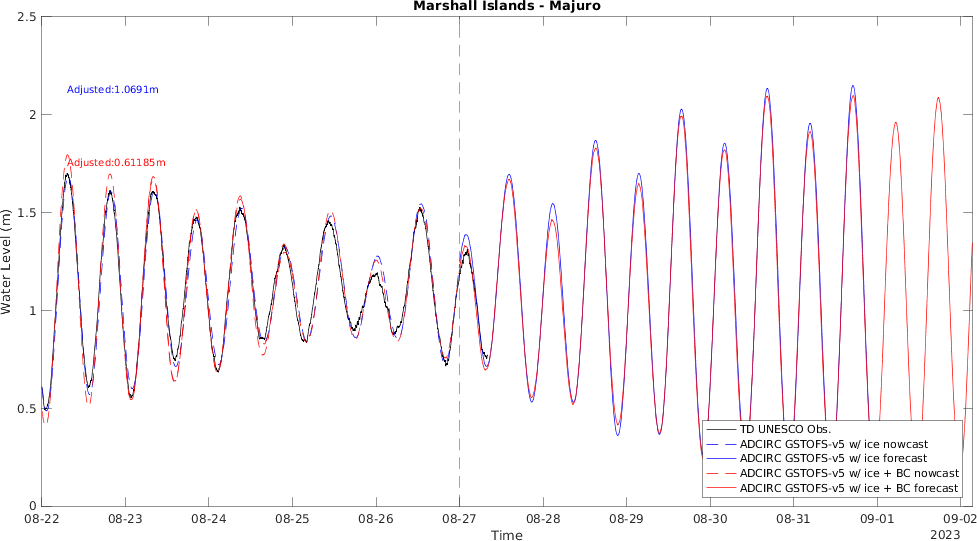 Marshall Islands - Majuro
2.5
2
1.5
1
0.5
0
Water Level (m)
Adjusted:1.0691m
Adjusted:0.61185m
TD UNESCO Obs.
ADCIRC GSTOFS-v5 w/ ice nowcast
ADCIRC GSTOFS-v5 w/ ice forecast
ADCIRC GSTOFS-v5 w/ ice + BC nowcast
ADCIRC GSTOFS-v5 w/ ice + BC forecast
08-22 08-23 08-24 08-25 08-26 08-27 08-28 08-29 08-30 08-31 09-01 09-02
Time
2023